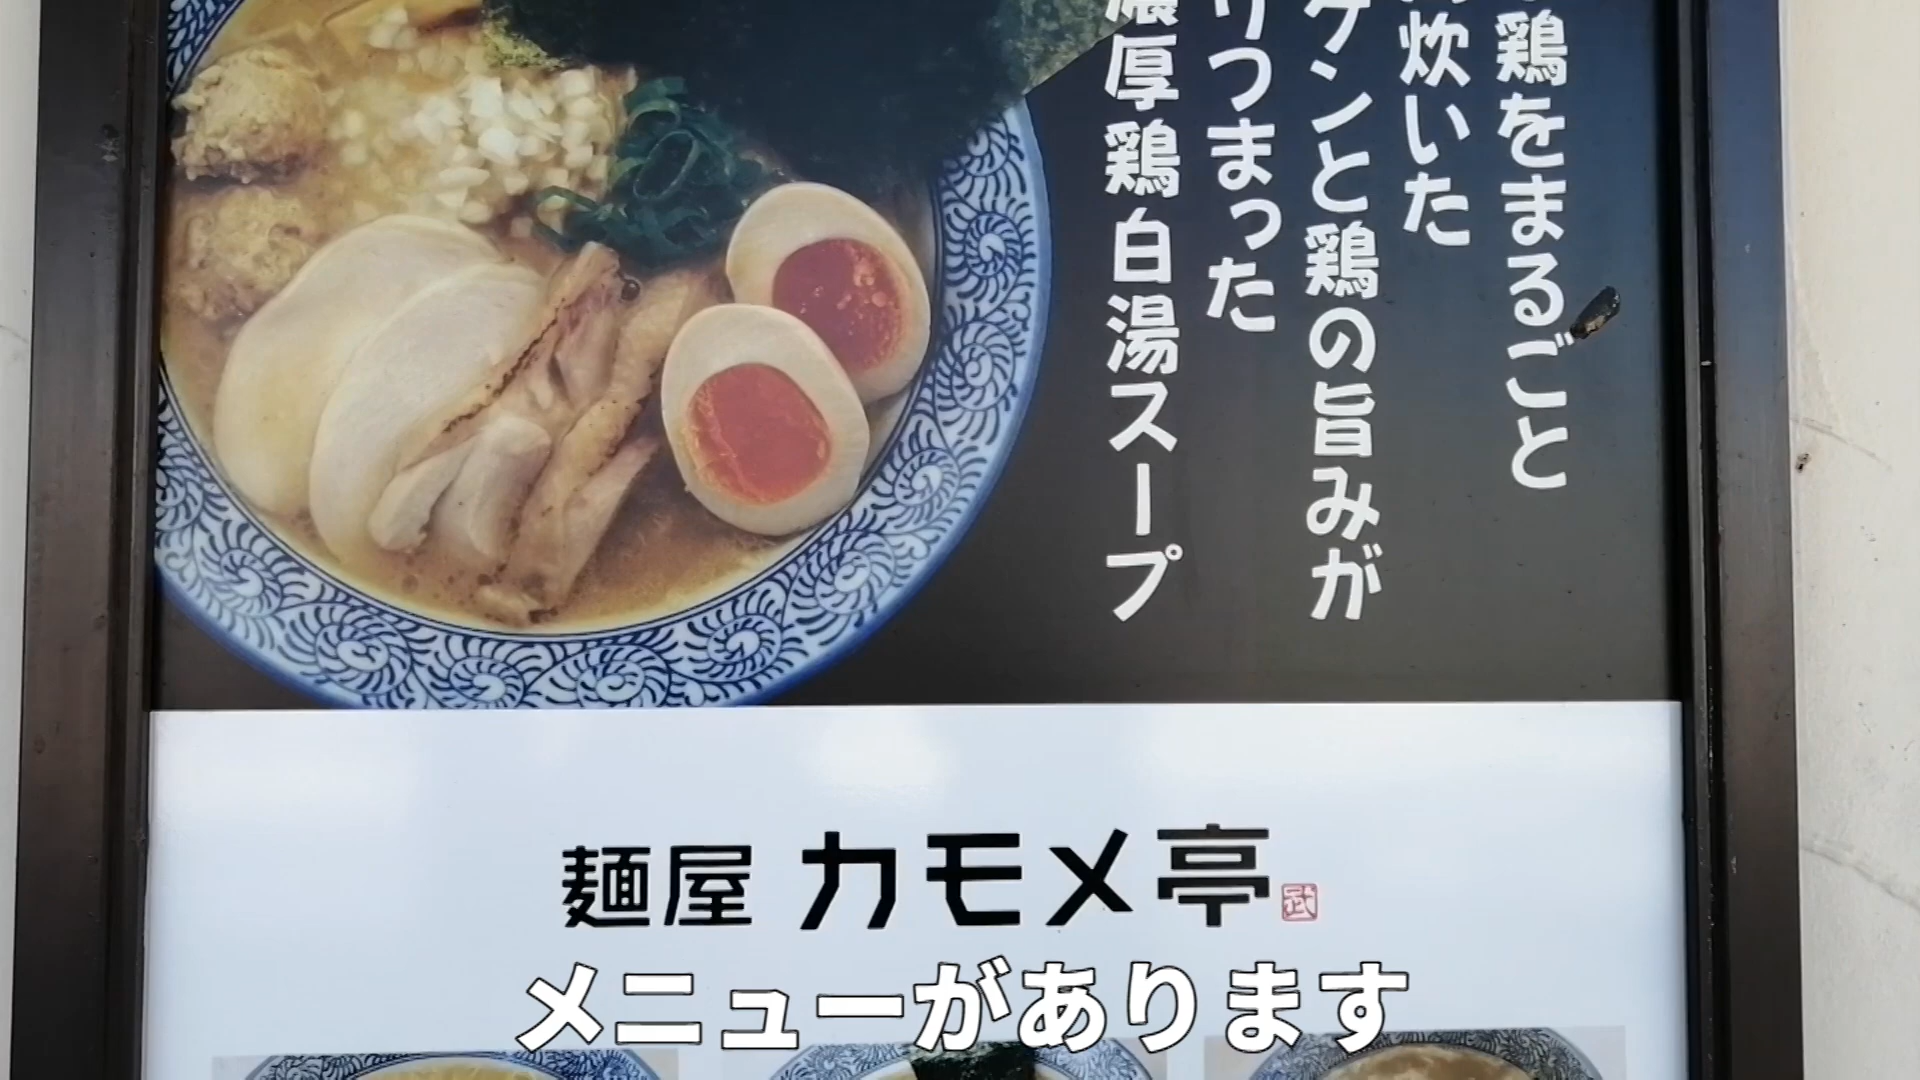 鶏をまるごと
炊いた
ゲンと鶏の旨みが
りつまった
濃厚鶏白湯スープ
麺屋 カモメ亭
メニューがあります